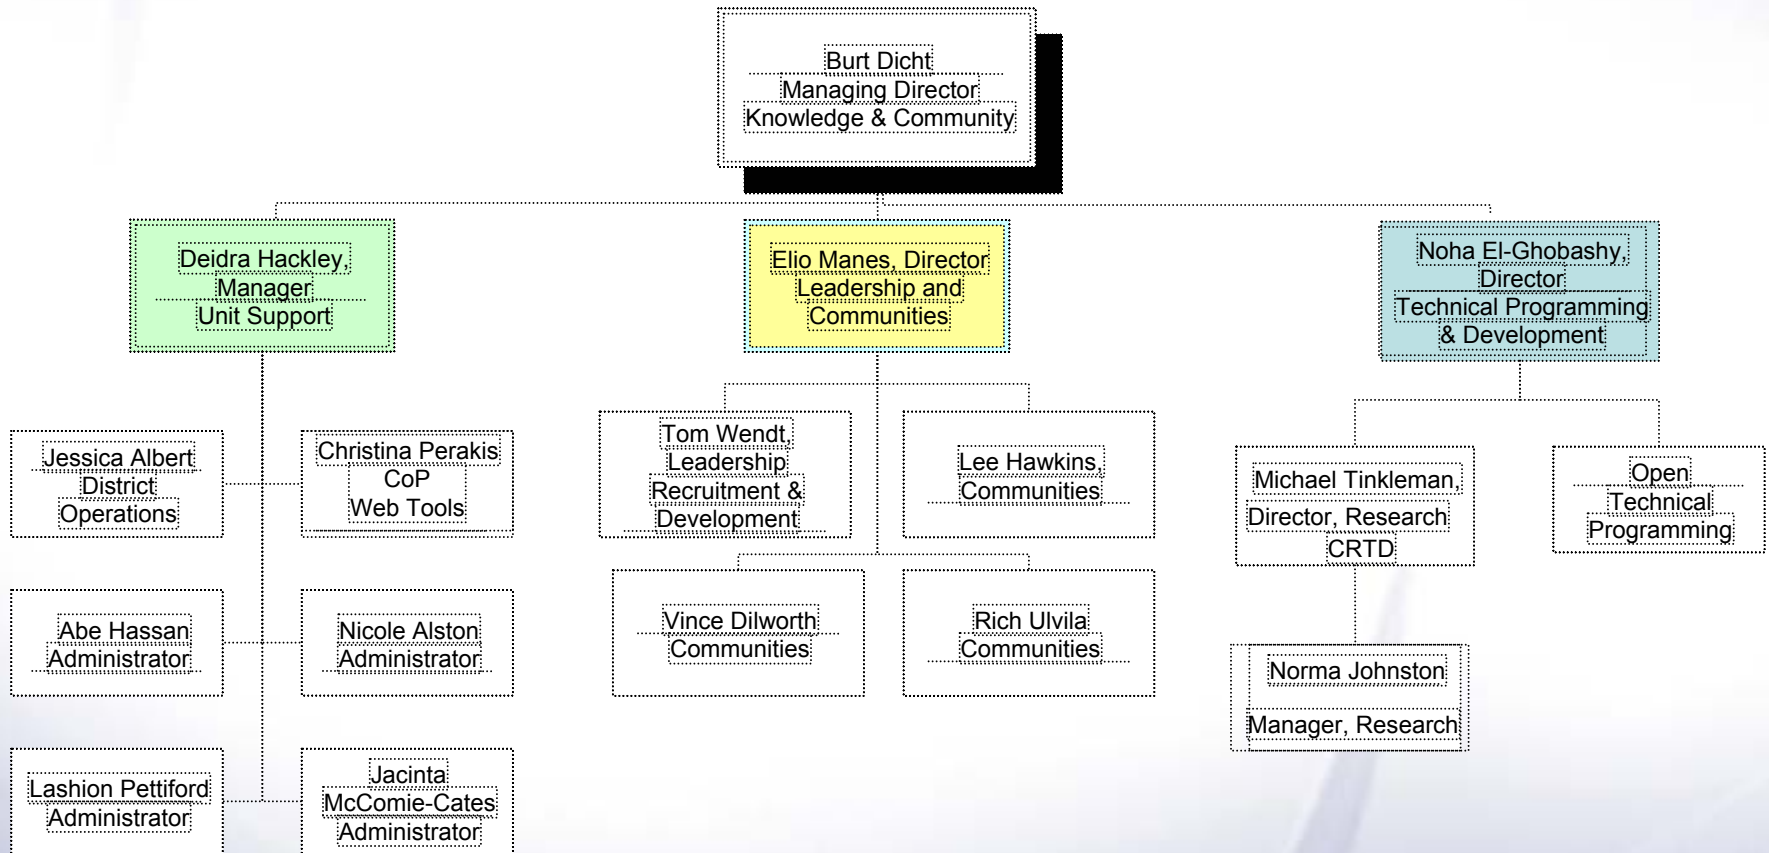 Burt Dicht
Managing Director
Knowledge & Community
Deidra Hackley,
Manager
Unit Support
Elio Manes, Director
Leadership and
Communities
Noha El-Ghobashy,
Director
Technical Programming
& Development
Jessica Albert
District
Operations
Christina Perakis
CoP
Web Tools
Tom Wendt,
Leadership
Recruitment &
Development
Lee Hawkins,
Communities
Michael Tinkleman,
Director, Research
CRTD
Open
Technical
Programming
Abe Hassan
Administrator
Nicole Alston
Administrator
Vince Dilworth
Communities
Rich Ulvila
Communities
Norma Johnston
Manager, Research
Lashion Pettiford
Administrator
Jacinta
McComie-Cates
Administrator